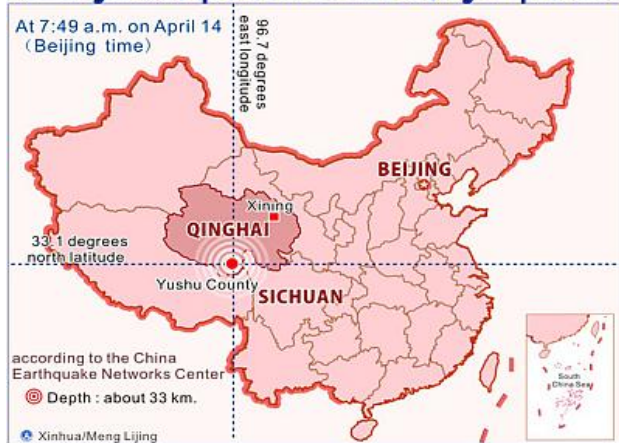 At 7:49 a.m. on April 14
(Beijing time)
96.7 degrees
east longitude
BEIJING
Xining
QINGHAI
33.1 degrees
north latitude
Yushu County
SICHUAN
according to the China
Earthquake Networks Center
Depth : about 33 km.
South
China Sea
Xinhua/Meng Lijing